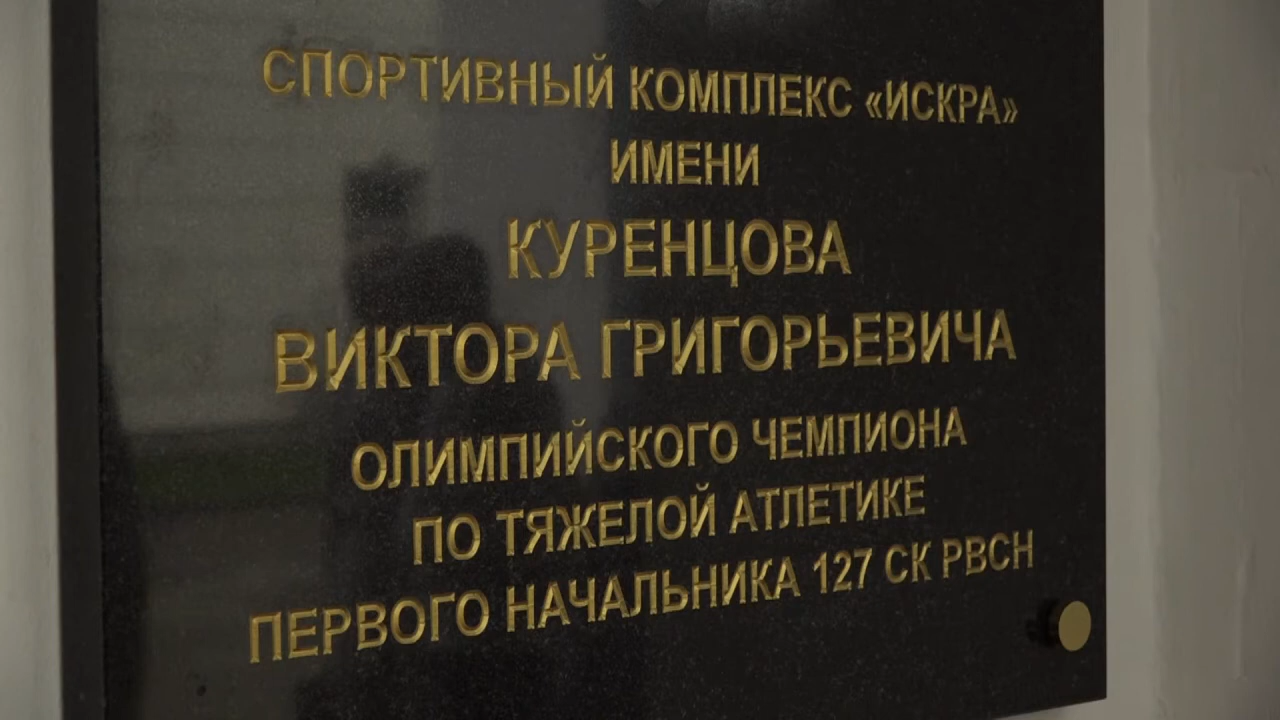 СПОРТИВНЫЙ КОМПЛЕКС «ИСКРА»
ИМЕНИ
КУРЕНЦОВА
ВИКТОРА ГРИГОРЬЕВИЧА
ОЛИМПИЙСКОГО ЧЕМПИОНА
ПО ТЯЖЕЛОЙ АТЛЕТИКЕ
ПЕРВОГО НАЧАЛЬНИКА 127 СК РВСН